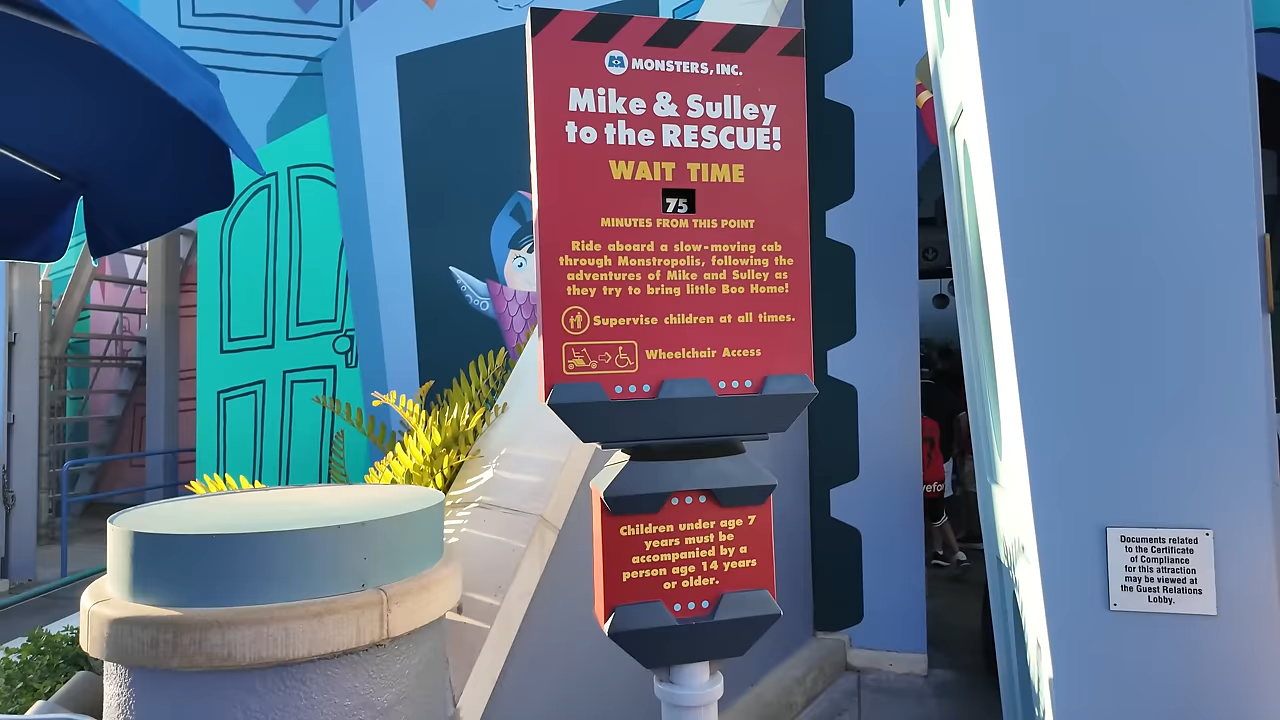 MONSTERS, INC.
Mike & Sulley
to the RESCUE!
WAIT TIME
75
MINUTES FROM THIS POINT
Ride aboard a slow-moving cab
through Monstropolis, following the
adventures of Mike and Sulley as
they try to bring little Boo Home!
Supervise children at all times.
Wheelchair Access
Children under age 7
years must be
accompanied by a
person age 14 years
or older.
Documents related
to the Certificate
of Compliance
for this attraction
may be viewed at
the Guest Relations
Lobby.
7